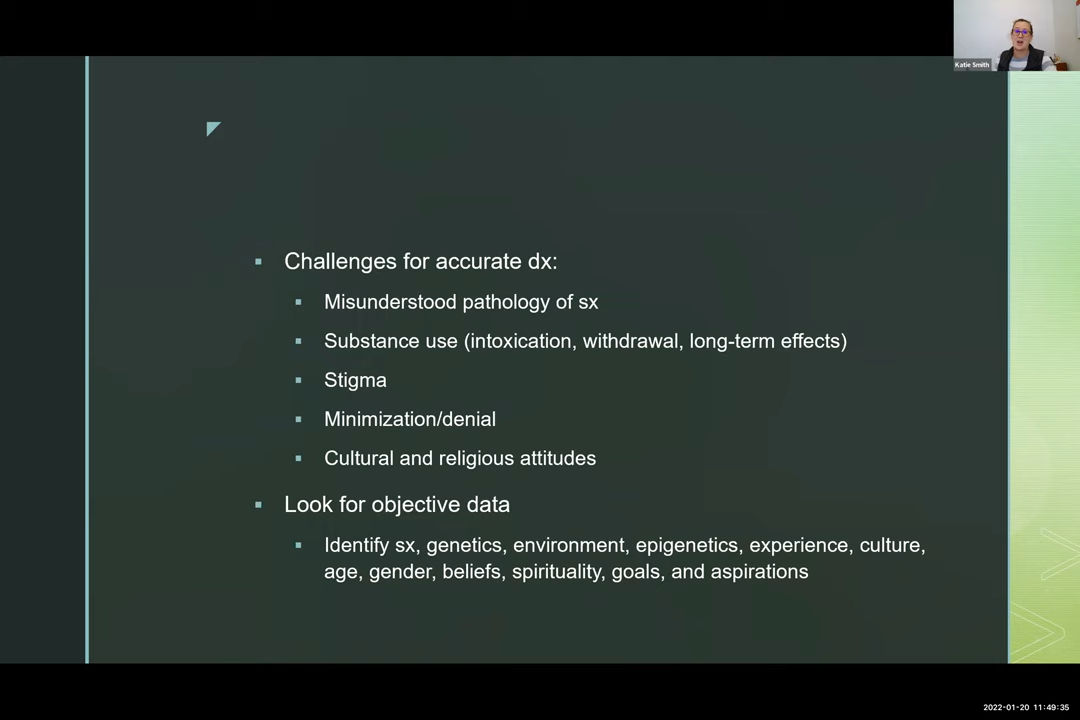 Katie Smith
Challenges for accurate dx:
Misunderstood pathology of sx
Substance use (intoxication, withdrawal, long-term effects)
Stigma
Minimization/denial
Cultural and religious attitudes
Look for objective data
Identify sx, genetics, environment, epigenetics, experience, culture,
age, gender, beliefs, spirituality, goals, and aspirations
2022-01-20 11:49:35